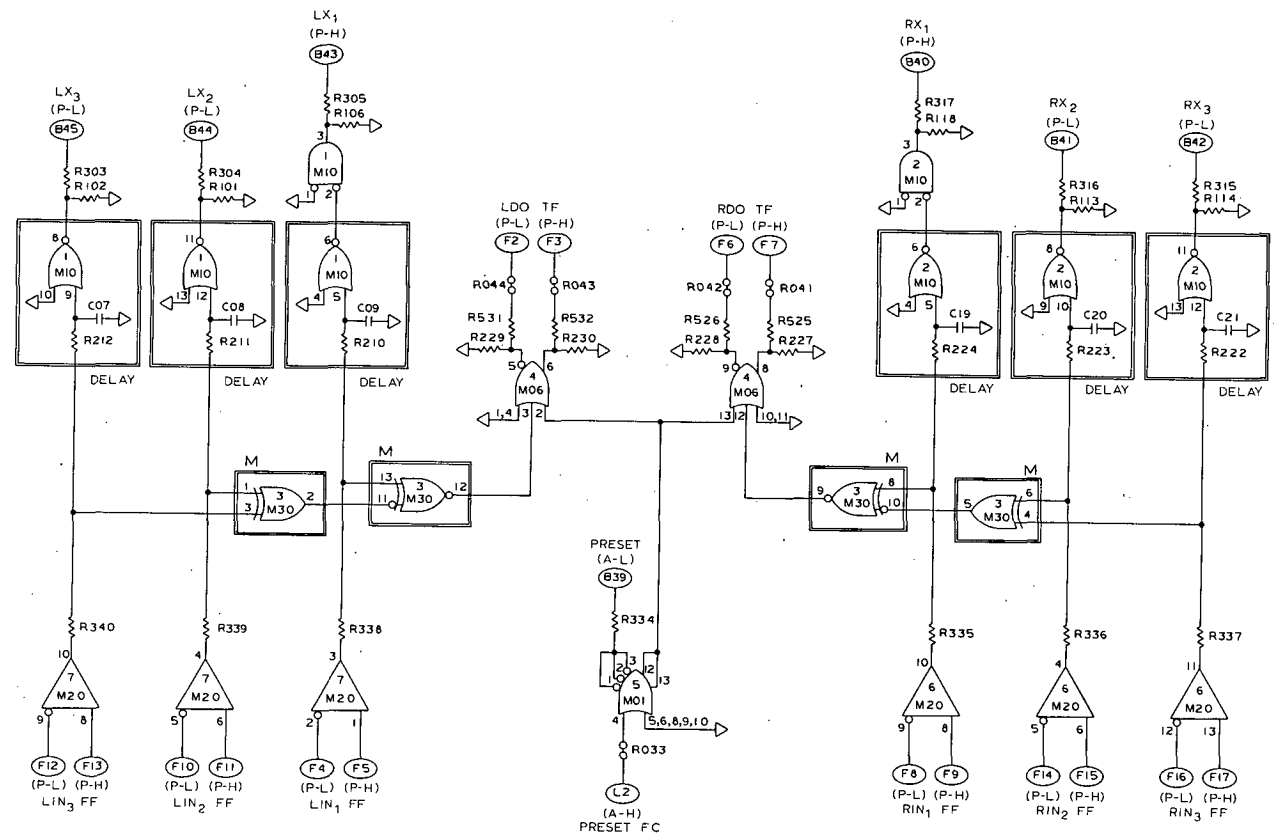 LX1
(P-H)
B43
R305
R106
3
1
M10
1
2
LX3
(P-L)
B45
R303
R102
8
1
M10
10
9
C07
R212
DELAY
LX2
(P-L)
B44
R304
R101
11
1
M10
13
12
C08
R211
DELAY
6
1
M10
4
5
C09
R210
DELAY
LDO TF
(P-L) (P-H)
F2 F3
R044 R043
R531 R532
R229 R230
5 6
4
M06
1,4 3 2
RDO TF
(P-L) (P-H)
F6 F7
R042 R041
R526 R525
R228 R227
9 8
4
M06
13 12 10,11
RX1
(P-H)
B40
R317
R118
3
2
M10
1
2
6
2
M10
4
5
C19
R224
DELAY
RX2
(P-L)
B41
R316
R113
8
2
M10
9
10
C20
R223
DELAY
RX3
(P-L)
B42
R315
R114
11
2
M10
13
12
C21
R222
DELAY
M
1
3
3
M30
2
M
13
11
3
M30
12
M
9
3
M30
8
10
M
5
3
M30
6
4
PRESET
(A-L)
B39
R334
1 2 3 12 13
5
M01
4
5,6,8,9,10
R033
L2
(A-H)
PRESET FC
R340
10
7
M20
9 8
F12 F13
(P-L) (P-H)
LIN3 FF
R339
4
7
M20
5 6
F10 F11
(P-L) (P-H)
LIN2 FF
R338
3
7
M20
2 1
F4 F5
(P-L) (P-H)
LIN1 FF
R335
10
6
M20
9 8
F8 F9
(P-L) (P-H)
RIN1 FF
R336
4
6
M20
5 6
F14 F15
(P-L) (P-H)
RIN2 FF
R337
11
6
M20
12 13
F16 F17
(P-L) (P-H)
RIN3 FF